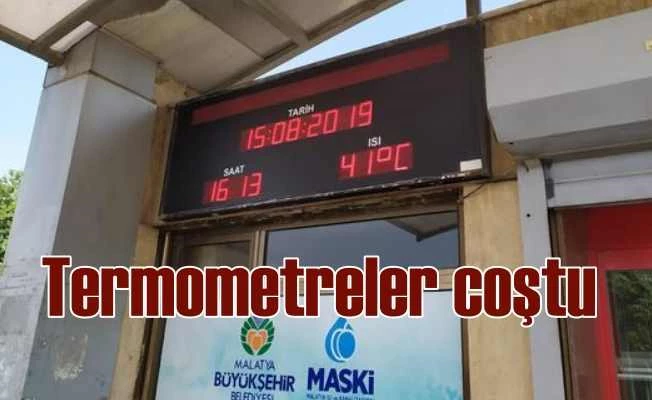 TARİH
15:08:2019
SAAT
ISI
16 13
41°C
Termometreler coştu
MALATYA
BÜYÜKŞEHİR
BELEDİYESİ
MASKİ